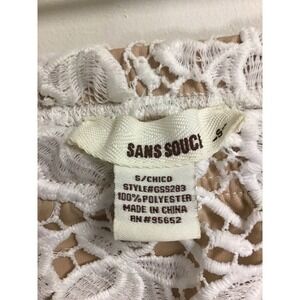 SANS SOUCI
S
S/CHICO
STYLE#GS9283
100%POLYESTER
MADE IN CHINA
RN#95652